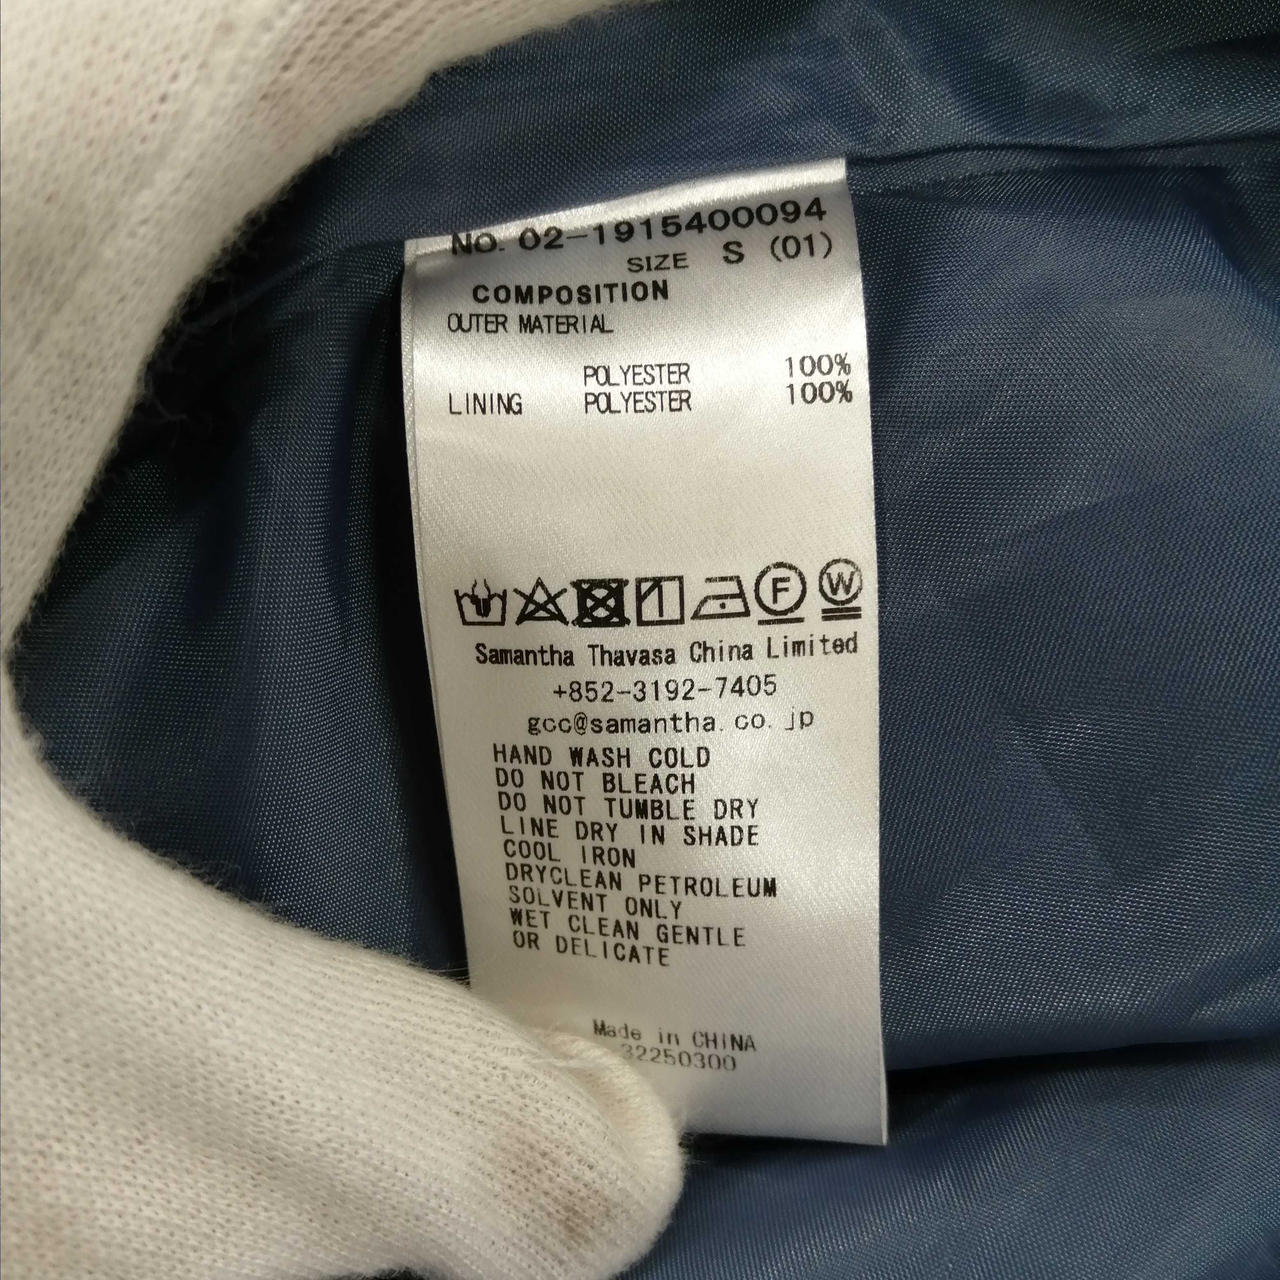 NO. 02-1915400094
SIZE S (01)
COMPOSITION
OUTER MATERIAL
POLYESTER 100%
LINING POLYESTER 100%
F W
Samantha Thavasa China Limited
+852-3192-7405
gcc@samantha.co.jp
HAND WASH COLD
DO NOT BLEACH
DO NOT TUMBLE DRY
LINE DRY IN SHADE
COOL IRON
DRYCLEAN PETROLEUM
SOLVENT ONLY
WET CLEAN GENTLE
OR DELICATE
Made in CHINA
32250300